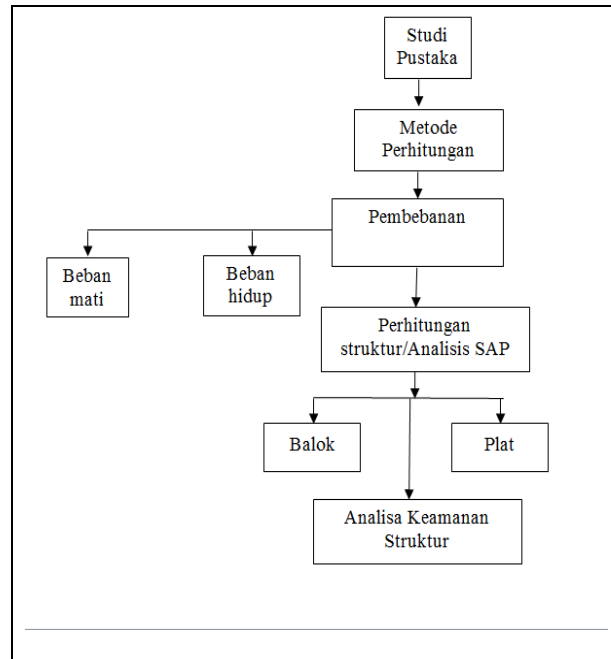 Studi
Pustaka
Metode
Perhitungan
Pembebanan
Beban
mati
Beban
hidup
Perhitungan
struktur/Analisis SAP
Balok
Plat
Analisa Keamanan
Struktur